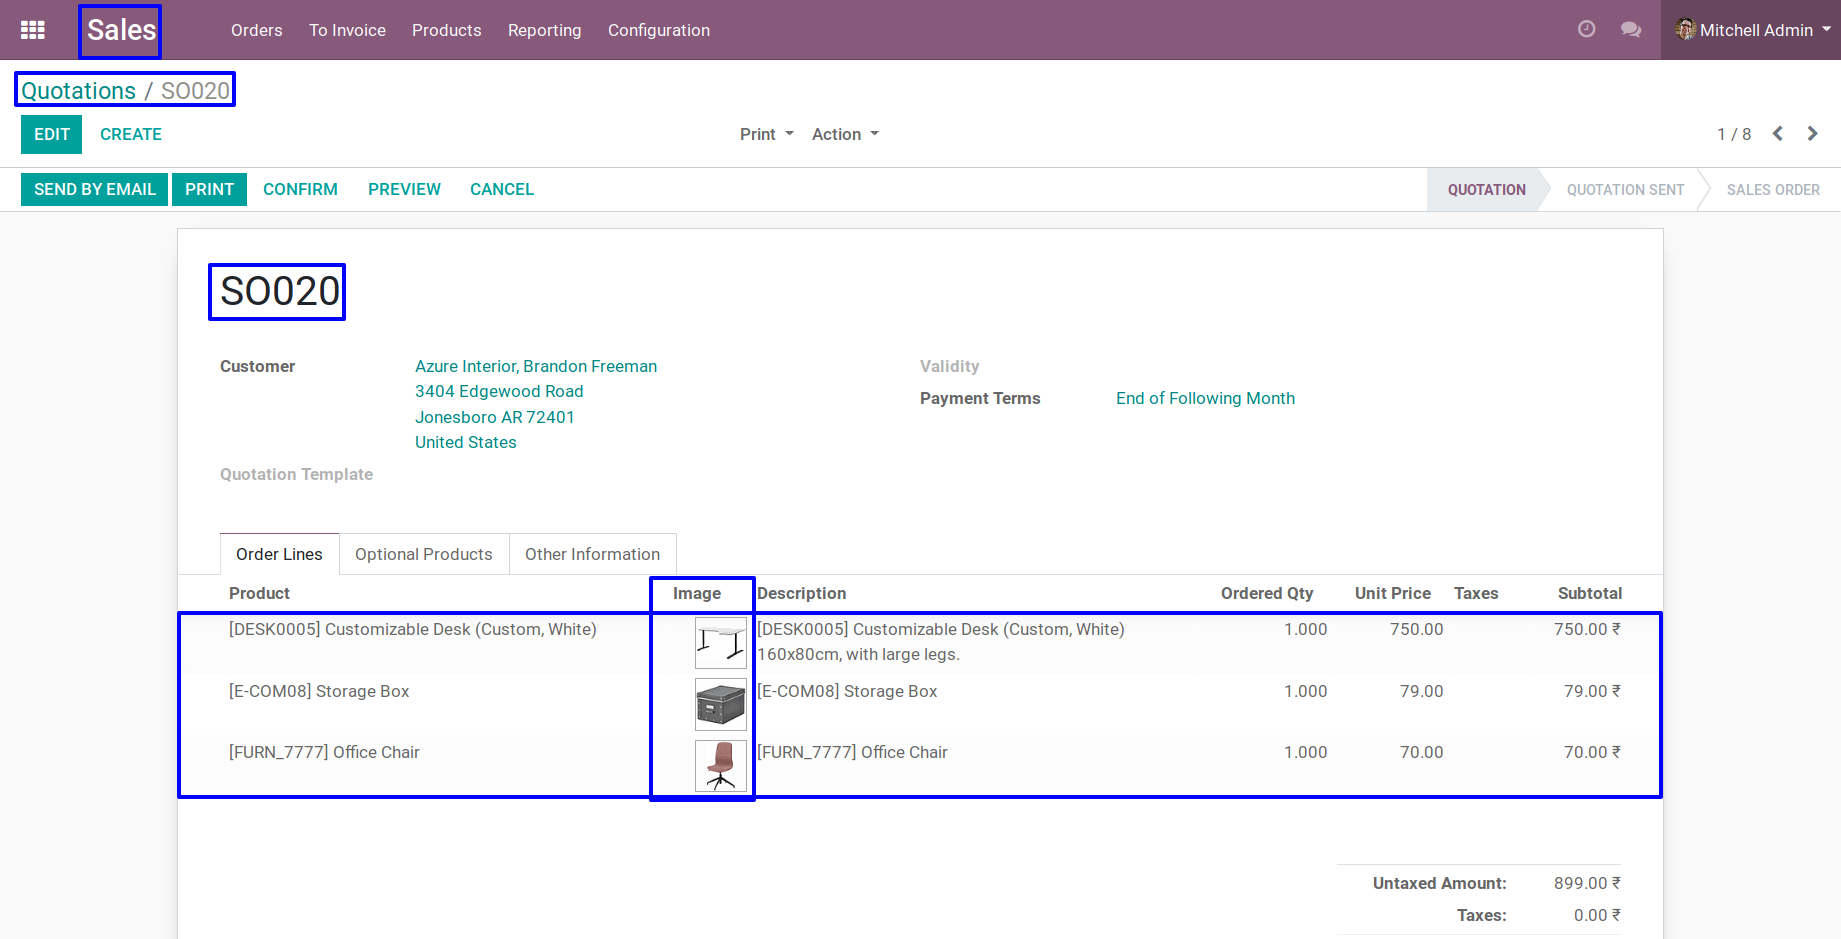 Sales Orders To Invoice Products Reporting Configuration Mitchell Admin
Quotations / SO020
EDIT CREATE Print Action 1 / 8
SEND BY EMAIL PRINT CONFIRM PREVIEW CANCEL QUOTATION QUOTATION SENT SALES ORDER
SO020
Customer Azure Interior, Brandon Freeman Validity
3404 Edgewood Road Payment Terms End of Following Month
Jonesboro AR 72401
United States
Quotation Template
Order Lines Optional Products Other Information
Product Image Description Ordered Qty Unit Price Taxes Subtotal
[DESK0005] Customizable Desk (Custom, White) [DESK0005] Customizable Desk (Custom, White) 1.000 750.00 750.00 ₹
160x80cm, with large legs.
[E-COM08] Storage Box [E-COM08] Storage Box 1.000 79.00 79.00 ₹
[FURN_7777] Office Chair [FURN_7777] Office Chair 1.000 70.00 70.00 ₹
Untaxed Amount: 899.00 ₹
Taxes: 0.00 ₹